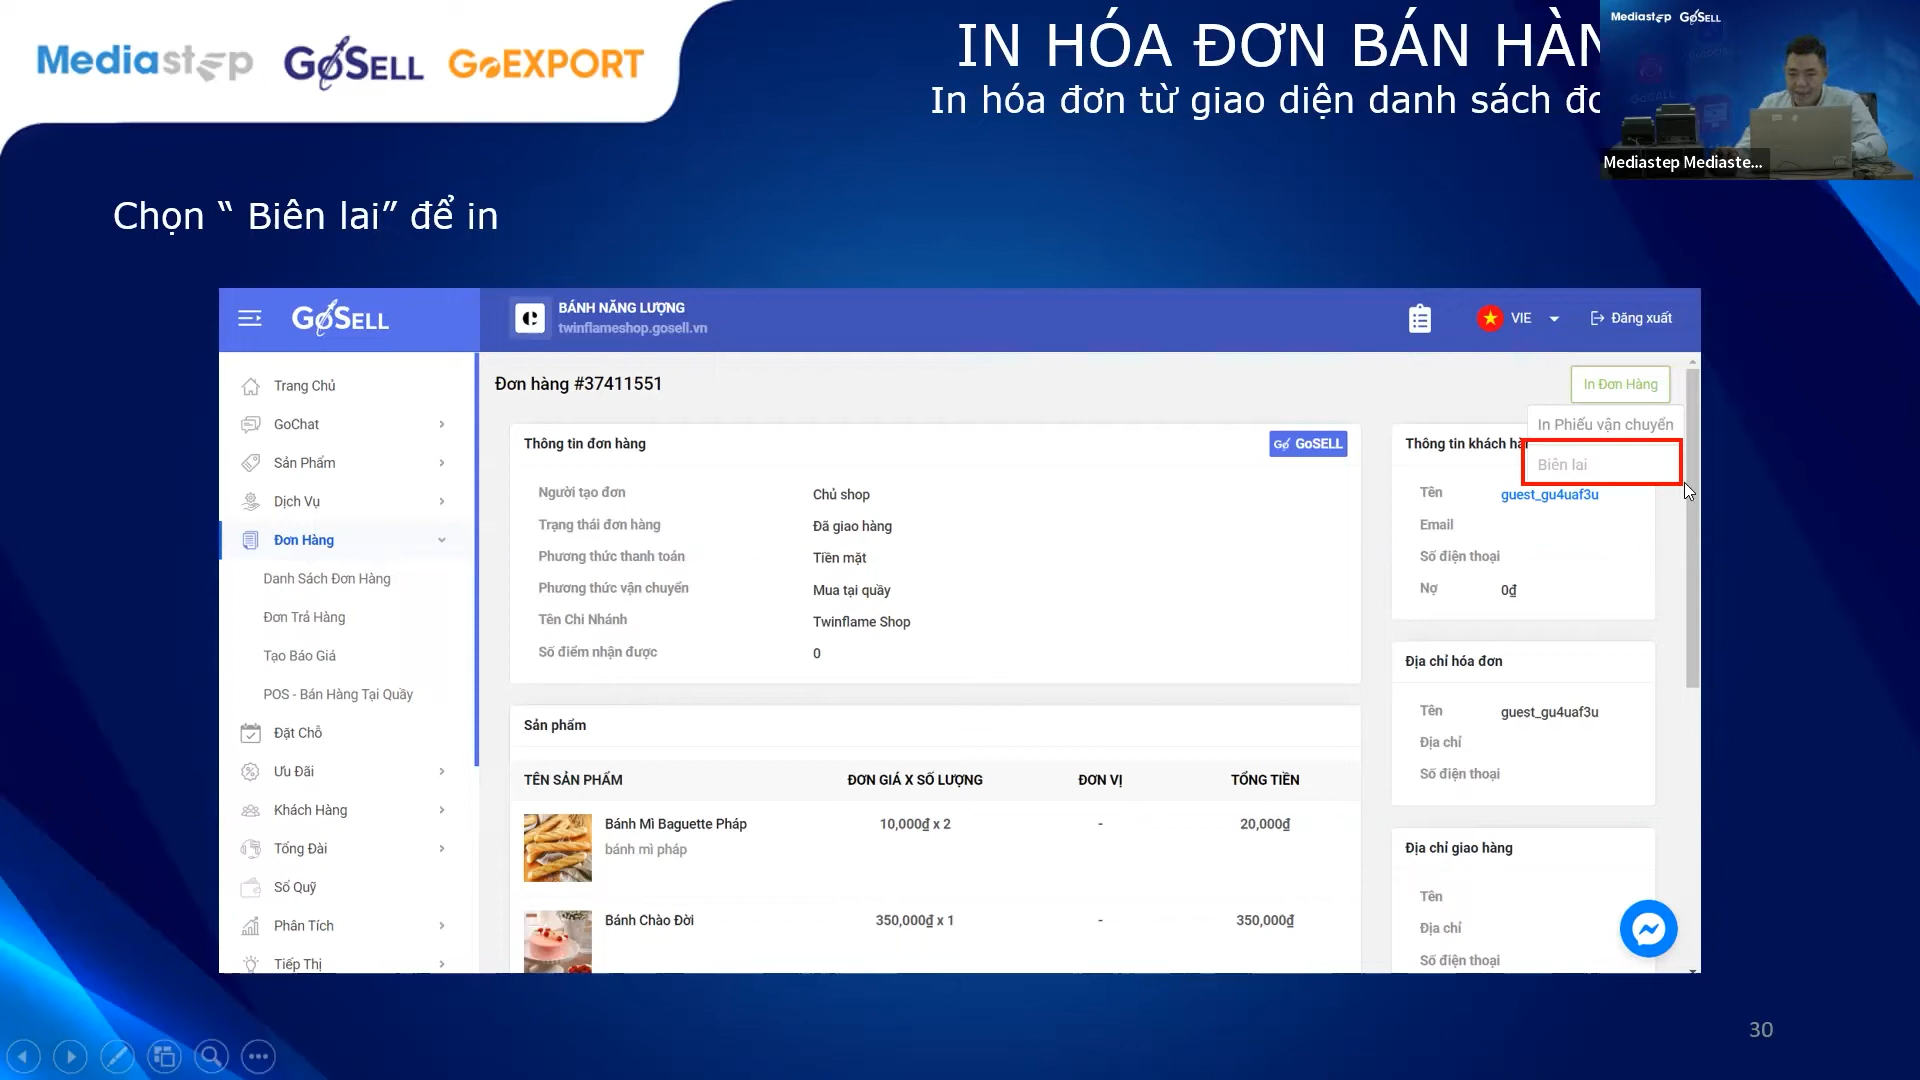 Mediastep GoSELL GoEXPORT
IN HÓA ĐƠN BÁN HÀN
In hóa đơn từ giao diện danh sách đơ
Mediastep GoSELL
Mediastep Mediaste...
Chọn “ Biên lai” để in
GoSELL
BÁNH NĂNG LƯỢNG
twinflameshop.gosell.vn
VIE
Đăng xuất
Trang Chủ
GoChat
Sản Phẩm
Dịch Vụ
Đơn Hàng
Danh Sách Đơn Hàng
Đơn Trả Hàng
Tạo Báo Giá
POS - Bán Hàng Tại Quầy
Đặt Chỗ
Ưu Đãi
Khách Hàng
Tổng Đài
Sổ Quỹ
Phân Tích
Tiếp Thị
Đơn hàng #37411551
In Đơn Hàng
In Phiếu vận chuyển
Biên lai
Thông tin đơn hàng
GoSELL
Người tạo đơn Chủ shop
Trạng thái đơn hàng Đã giao hàng
Phương thức thanh toán Tiền mặt
Phương thức vận chuyển Mua tại quầy
Tên Chi Nhánh Twinflame Shop
Số điểm nhận được 0
Thông tin khách hàn
Tên guest_gu4uaf3u
Email
Số điện thoại
Nợ 0₫
Địa chỉ hóa đơn
Tên guest_gu4uaf3u
Địa chỉ
Số điện thoại
Sản phẩm
TÊN SẢN PHẨM ĐƠN GIÁ X SỐ LƯỢNG ĐƠN VỊ TỔNG TIỀN
Bánh Mì Baguette Pháp 10,000₫ x 2 - 20,000₫
bánh mì pháp
Bánh Chào Đời 350,000₫ x 1 - 350,000₫
Địa chỉ giao hàng
Tên
Địa chỉ
Số điện thoại
30